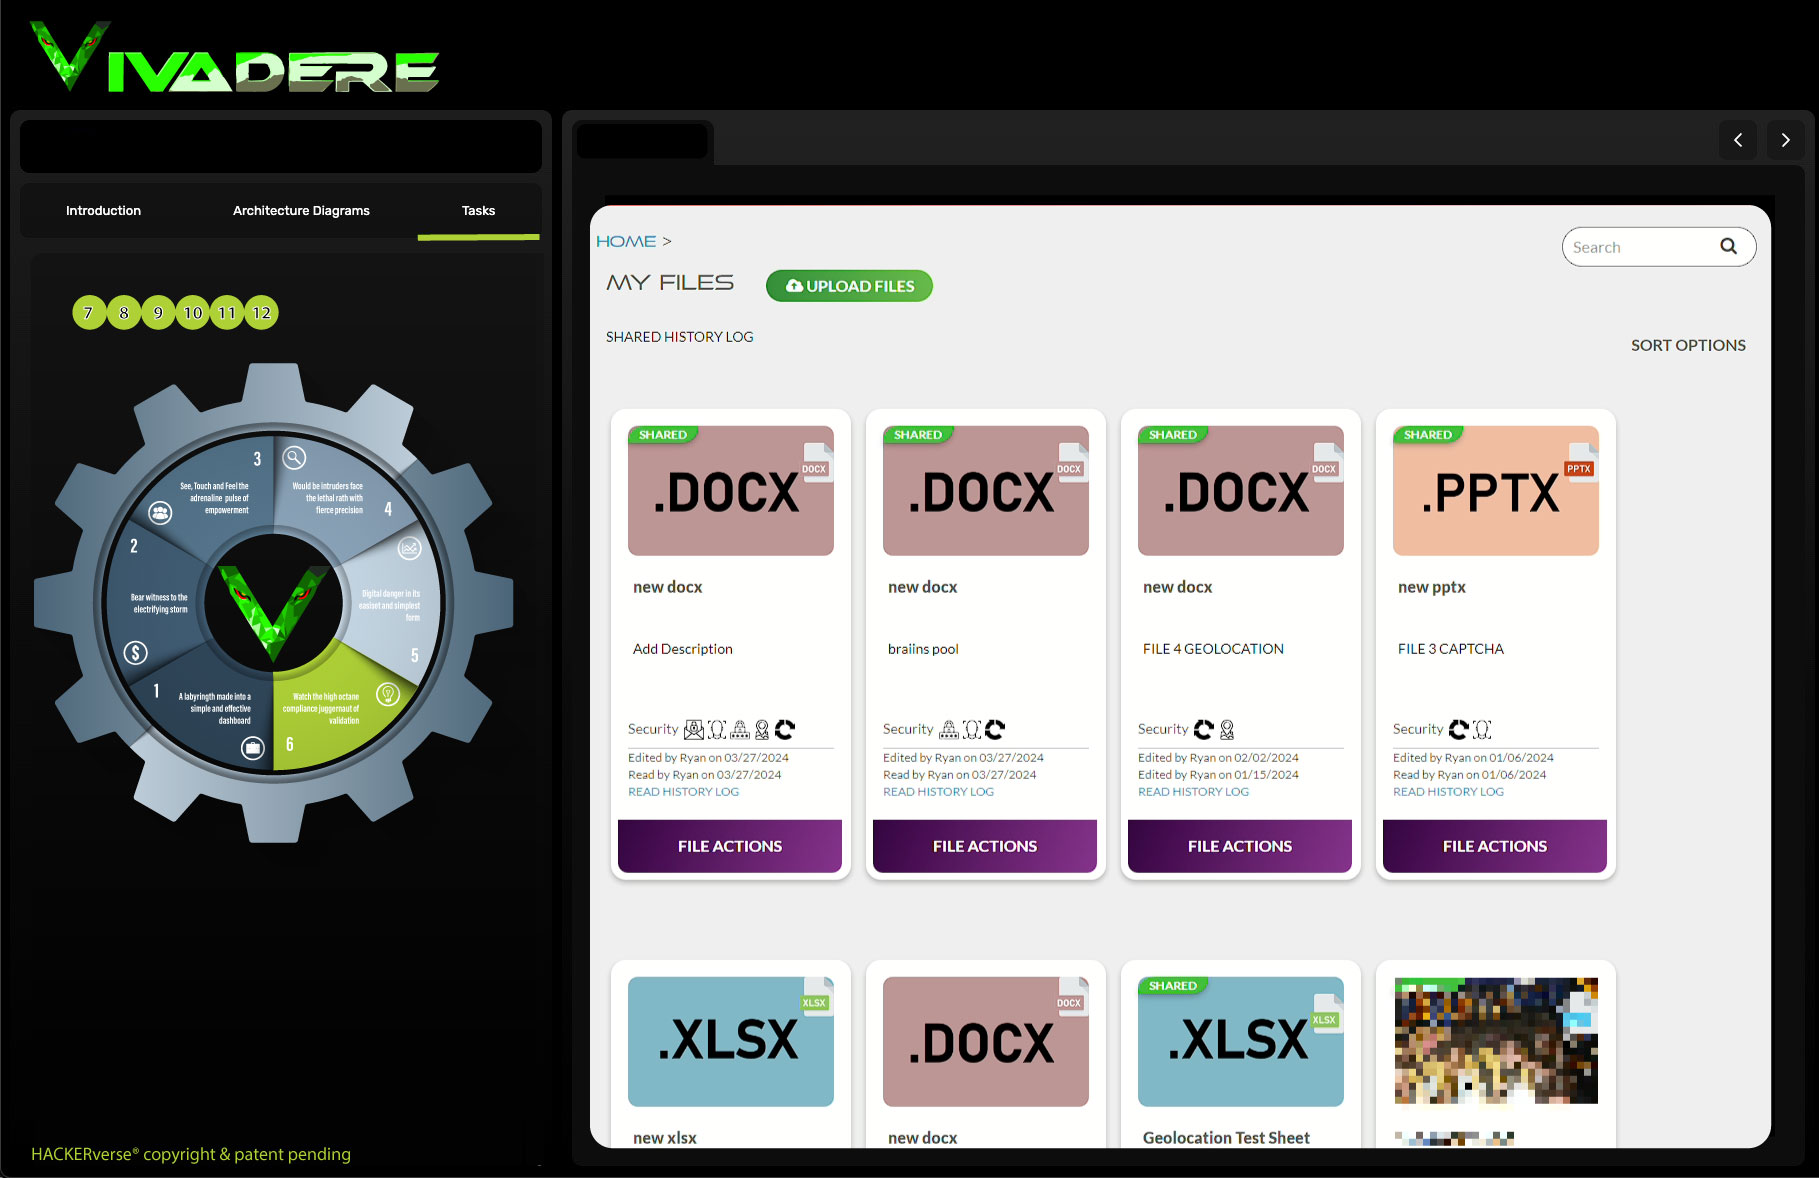 VIVADERE
Introduction
Architecture Diagrams
Tasks
7 8 9 10 11 12
3
See, Touch and Feel the
adrenaline pulse of
empowerment
Would be intruders face
the lethal rath with
fierce precision
4
2
Bear witness to the
electrifying storm
$
Digital danger in its
easiset and simplest
form
5
1
A labyringth made into a
simple and effective
dashboard
Watch the high octane
compliance juggernaut of
validation
6
HACKERverse® copyright & patent pending
HOME >
Search
MY FILES
UPLOAD FILES
SHARED HISTORY LOG
SORT OPTIONS
SHARED
DOCX
.DOCX
new docx
Add Description
Security
Edited by Ryan on 03/27/2024
Read by Ryan on 03/27/2024
READ HISTORY LOG
FILE ACTIONS
SHARED
DOCX
.DOCX
new docx
braiins pool
Security
Edited by Ryan on 03/27/2024
Read by Ryan on 03/27/2024
READ HISTORY LOG
FILE ACTIONS
SHARED
DOCX
.DOCX
new docx
FILE 4 GEOLOCATION
Security
Edited by Ryan on 02/02/2024
Edited by Ryan on 01/15/2024
READ HISTORY LOG
FILE ACTIONS
SHARED
PPTX
.PPTX
new pptx
FILE 3 CAPTCHA
Security
Edited by Ryan on 01/06/2024
Read by Ryan on 01/06/2024
READ HISTORY LOG
FILE ACTIONS
XLSX
.XLSX
new xlsx
DOCX
.DOCX
new docx
SHARED
XLSX
.XLSX
Geolocation Test Sheet